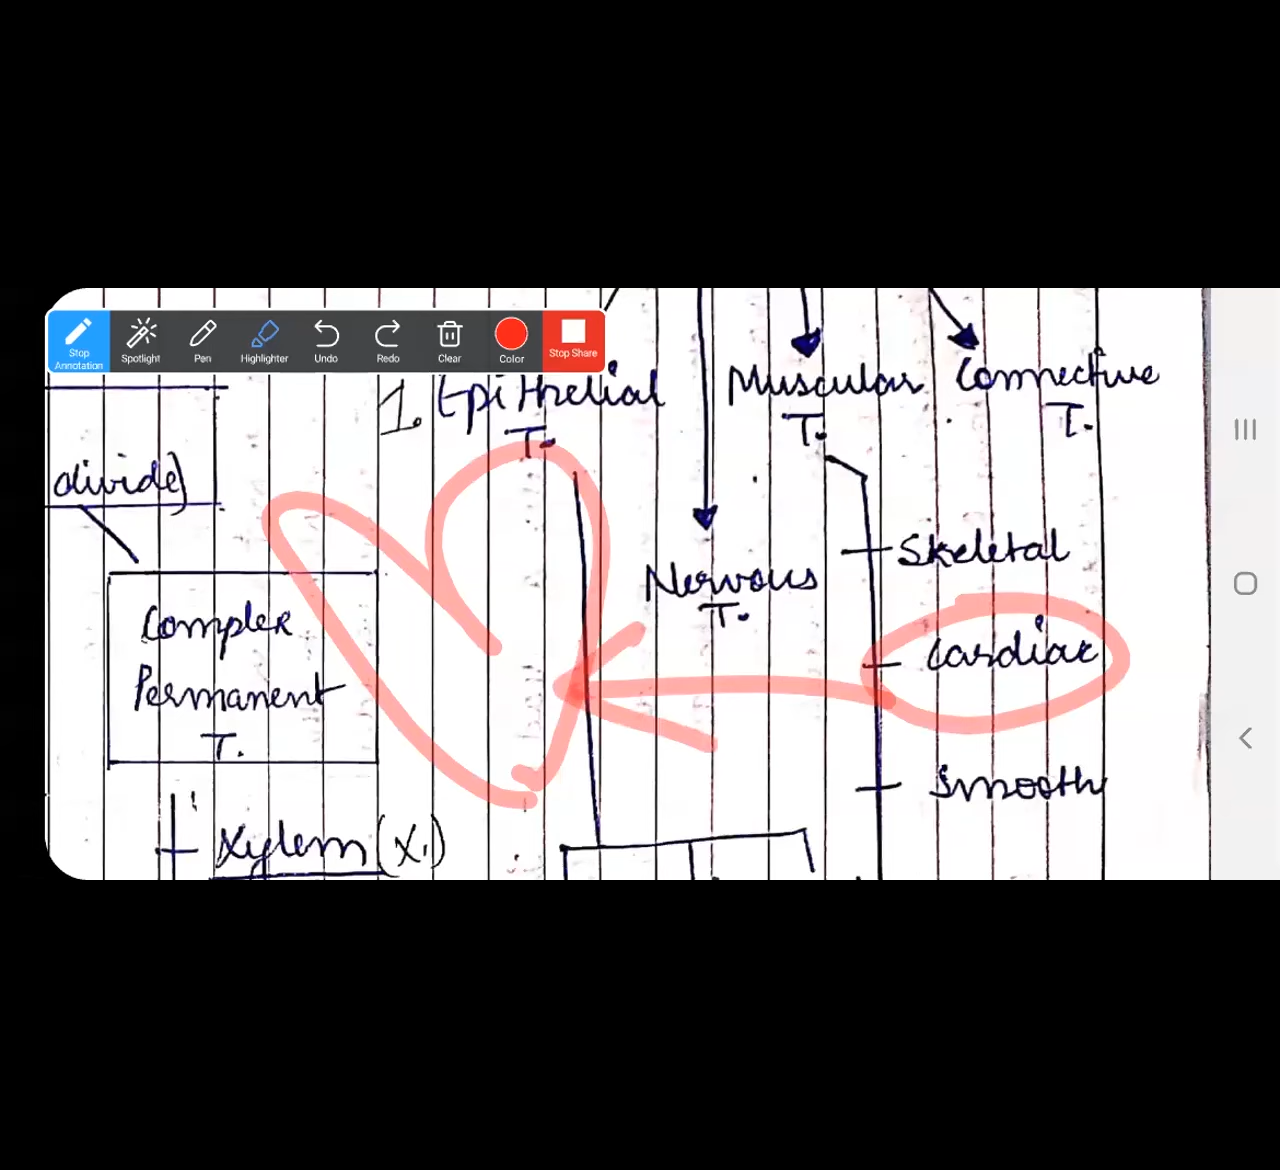 Stop Annotation
Spotlight
Pen
Highlighter
Undo
Redo
Clear
Color
Stop Share
1. Epithelial T.
Muscular T.
Connective T.
divide)
Nervous T.
Skeletal
Complex
Permanent
T.
Cardiac
Smooth
Xylem (X.)